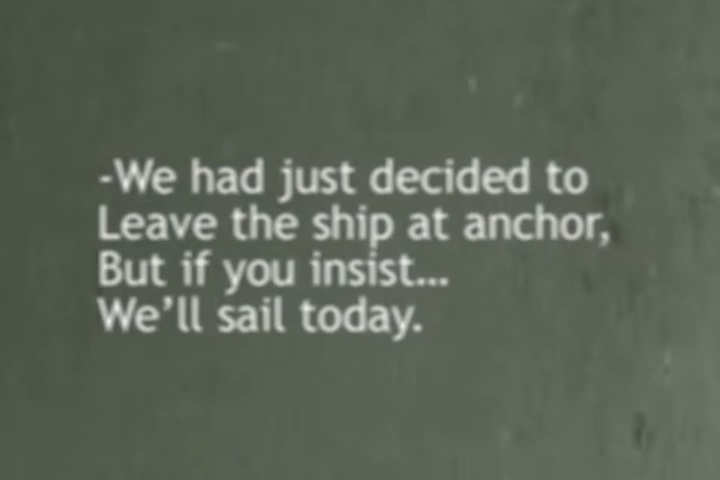 -We had just decided to
Leave the ship at anchor,
But if you insist...
We'll sail today.